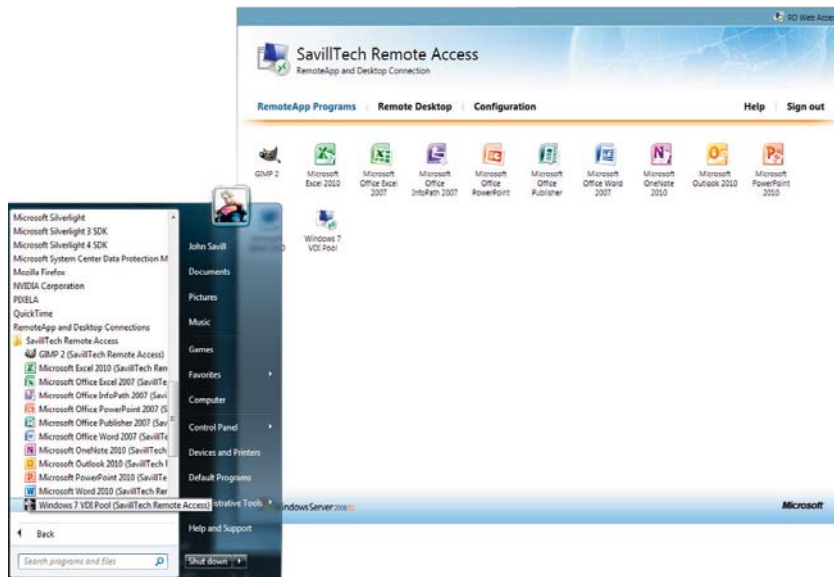 RD Web Access
SavillTech Remote Access
RemoteApp and Desktop Connection
RemoteApp Programs Remote Desktop Configuration Help Sign out
GIMP 2
Microsoft Excel 2010
Microsoft Office Excel 2007
Microsoft Office InfoPath 2007
Microsoft Office PowerPoint
Microsoft Office Publisher
Microsoft Office Word 2007
Microsoft OneNote 2010
Microsoft Outlook 2010
Microsoft PowerPoint 2010
Windows 7 VDI Pool
Windows Server 2008 R2
Microsoft
Microsoft Silverlight
Microsoft Silverlight 3 SDK
Microsoft Silverlight 4 SDK
Microsoft System Center Data Protection M
Mozilla Firefox
NVIDIA Corporation
PIXELA
QuickTime
RemoteApp and Desktop Connections
SavillTech Remote Access
GIMP 2 (SavillTech Remote Access)
Microsoft Excel 2010 (SavillTech Rem
Microsoft Office Excel 2007 (SavillTe
Microsoft Office InfoPath 2007 (Savi
Microsoft Office PowerPoint 2007 (S
Microsoft Office Publisher 2007 (Sav
Microsoft Office Word 2007 (SavillTe
Microsoft OneNote 2010 (SavillTech
Microsoft Outlook 2010 (SavillTech R
Microsoft PowerPoint 2010 (SavillTe
Microsoft Word 2010 (SavillTech Rer
Windows 7 VDI Pool (SavillTech Remote Access)
Back
Search programs and files
John Savill
Documents
Pictures
Music
Games
Favorites
Computer
Control Panel
Devices and Printers
Default Programs
istrative Tools
Help and Support
Shut down